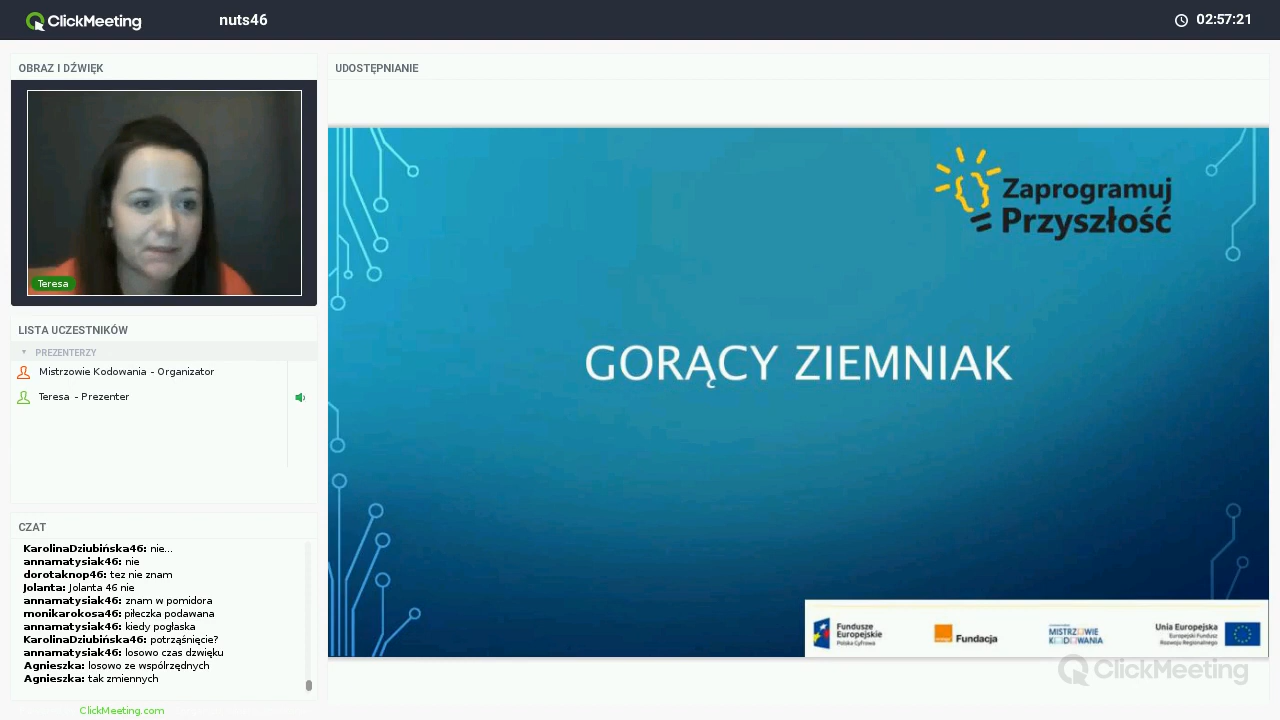 ClickMeeting
nuts46
02:57:21
OBRAZ I DŹWIĘK
Teresa
LISTA UCZESTNIKÓW
PREZENTERZY
Mistrzowie Kodowania - Organizator
Teresa - Prezenter
CZAT
KarolinaDziubińska46: nie...
annamatysiak46: nie
dorotaknop46: tez nie znam
Jolanta: Jolanta 46 nie
annamatysiak46: znam w pomidora
monikarokosa46: piłeczka podawana
annamatysiak46: kiedy pogłaska
KarolinaDziubińska46: potrząśnięcie?
annamatysiak46: losowo czas dzwięku
Agnieszka: losowo ze współrzędnych
Agnieszka: tak zmiennych
ClickMeeting.com
UDOSTĘPNIANIE
Zaprogramuj
Przyszłość
GORĄCY ZIEMNIAK
Fundusze
Europejskie
Polska Cyfrowa
Fundacja
MISTRZOWIE
KODOWANIA
Unia Europejska
Europejski Fundusz
Rozwoju Regionalnego
ClickMeeting